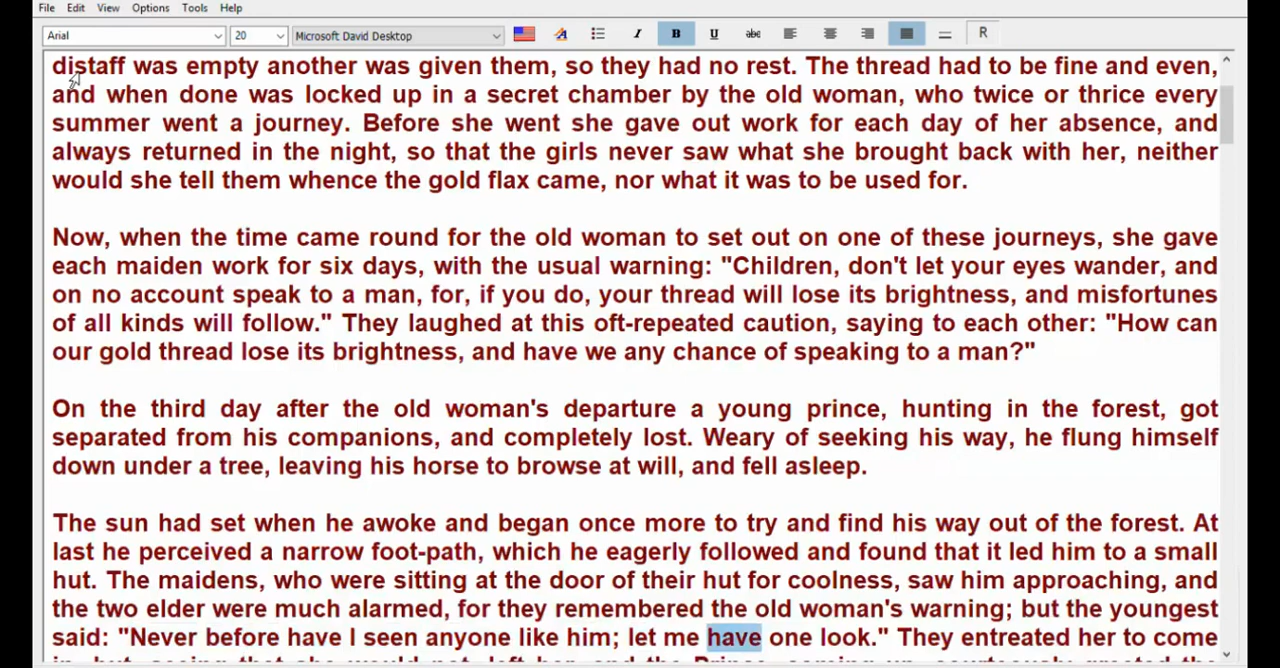 File Edit View Options Tools Help
Arial 20 Microsoft David Desktop I B U abc R
distaff was empty another was given them, so they had no rest. The thread had to be fine and even,
and when done was locked up in a secret chamber by the old woman, who twice or thrice every
summer went a journey. Before she went she gave out work for each day of her absence, and
always returned in the night, so that the girls never saw what she brought back with her, neither
would she tell them whence the gold flax came, nor what it was to be used for.
Now, when the time came round for the old woman to set out on one of these journeys, she gave
each maiden work for six days, with the usual warning: "Children, don't let your eyes wander, and
on no account speak to a man, for, if you do, your thread will lose its brightness, and misfortunes
of all kinds will follow." They laughed at this oft-repeated caution, saying to each other: "How can
our gold thread lose its brightness, and have we any chance of speaking to a man?"
On the third day after the old woman's departure a young prince, hunting in the forest, got
separated from his companions, and completely lost. Weary of seeking his way, he flung himself
down under a tree, leaving his horse to browse at will, and fell asleep.
The sun had set when he awoke and began once more to try and find his way out of the forest. At
last he perceived a narrow foot-path, which he eagerly followed and found that it led him to a small
hut. The maidens, who were sitting at the door of their hut for coolness, saw him approaching, and
the two elder were much alarmed, for they remembered the old woman's warning; but the youngest
said: "Never before have I seen anyone like him; let me have one look." They entreated her to come